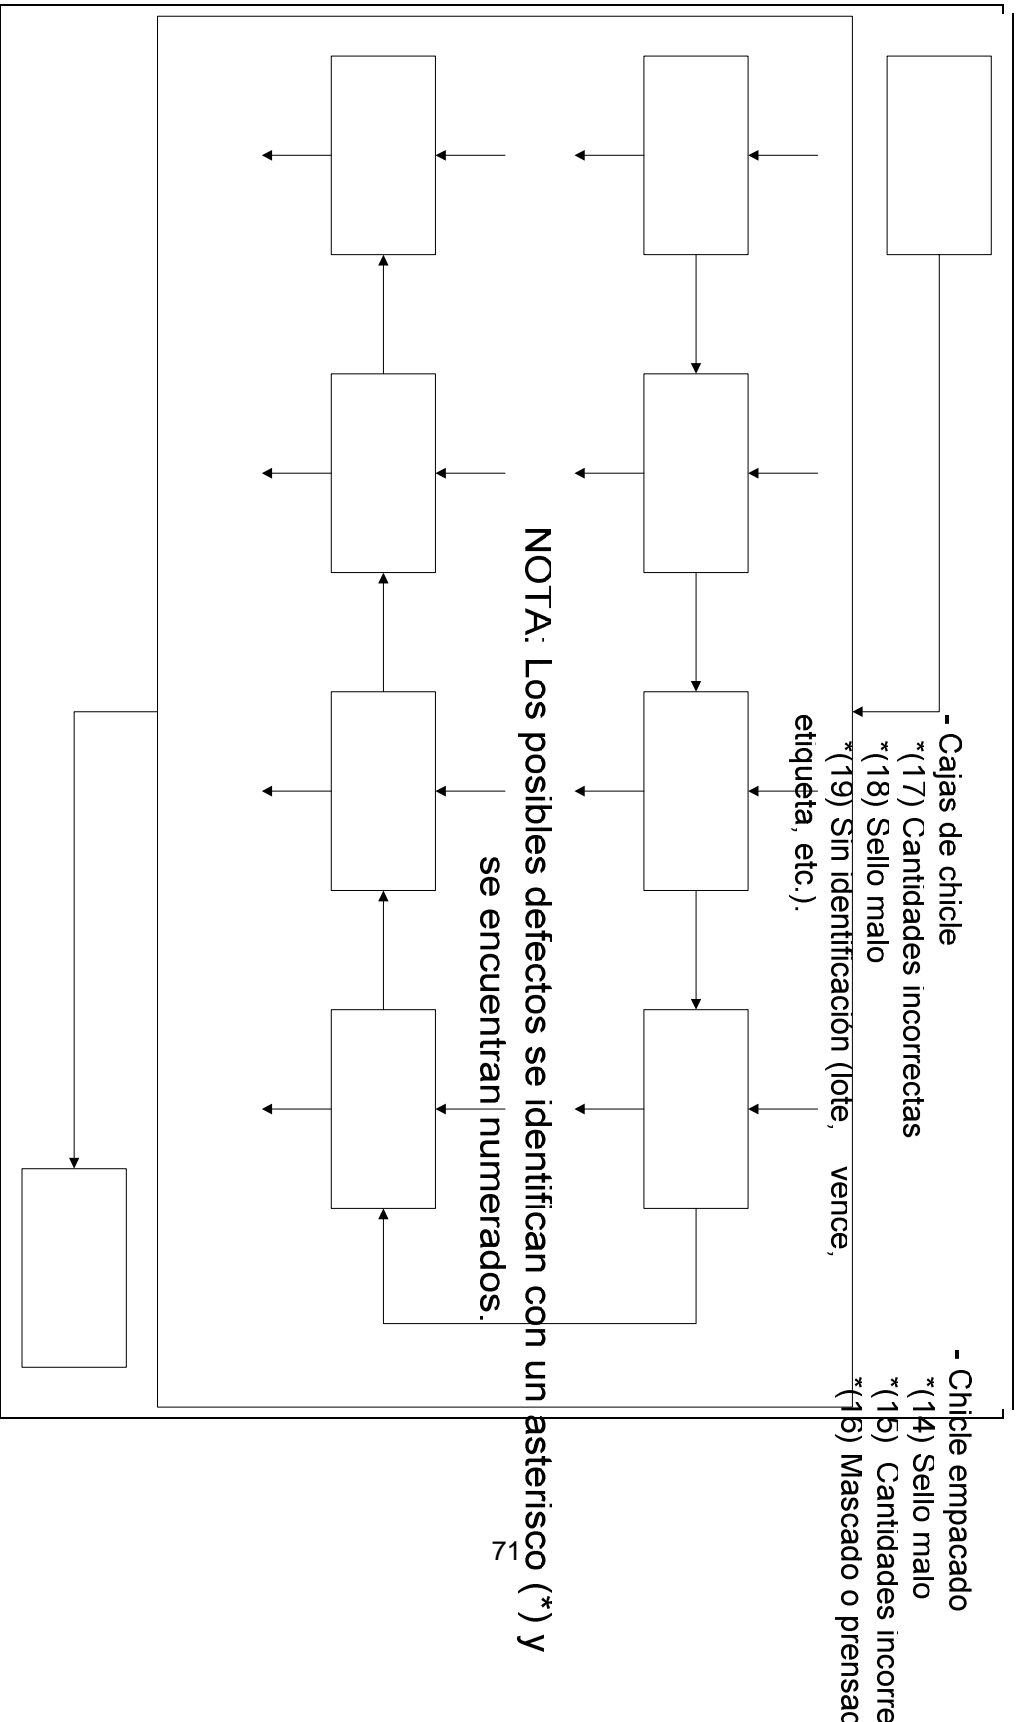 - Cajas de chicle
*(17) Cantidades incorrectas
*(18) Sello malo
*(19) Sin identificación (lote, vence,
etiqueta, etc.).
- Chicle empacado
*(14) Sello malo
*(15) Cantidades incorre
*(16) Mascado o prensad
NOTA: Los posibles defectos se identifican con un asterisco (*) y
se encuentran numerados.
71